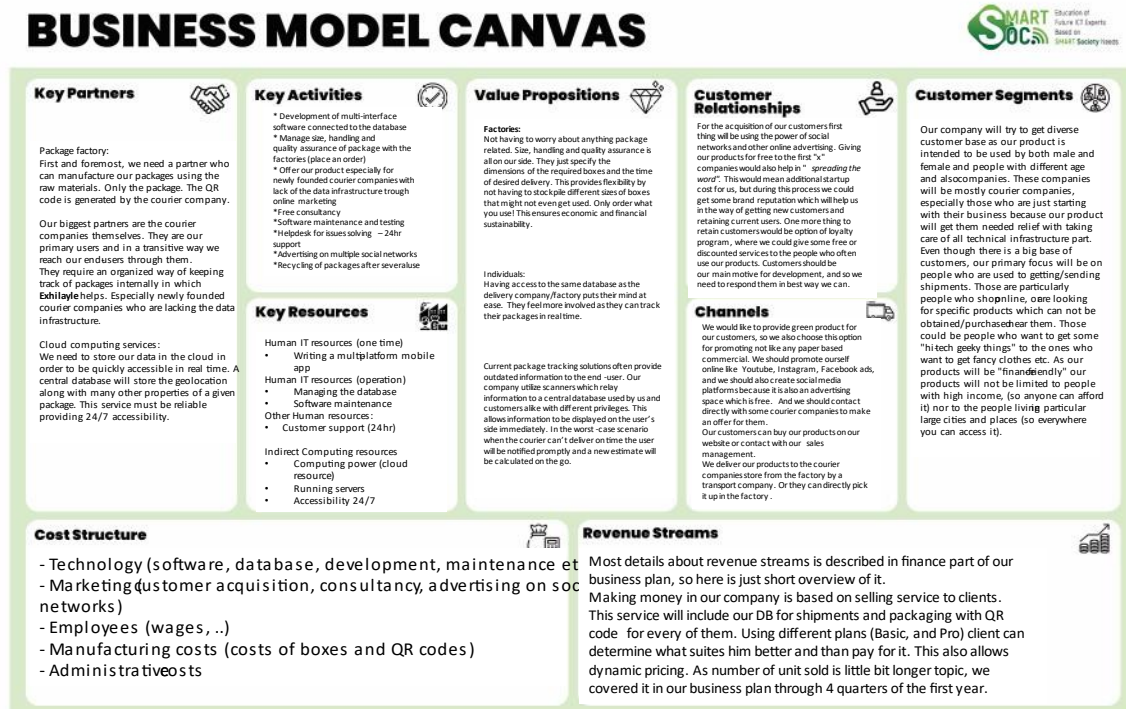 BUSINESS MODEL CANVAS
SMART
SOC
Education of
Future ICT Experts
Based on
SMART Society Needs
Key Partners
Package factory:
First and foremost, we need a partner who
can manufacture our packages using the
raw materials. Only the package. The QR
code is generated by the courier company.
Our biggest partners are the courier
companies themselves. They are our
primary users and in a transitive way we
reach our endusers through them.
They require an organized way of keeping
track of packages internally in which
Exhilayle helps. Especially newly founded
courier companies who are lacking the data
infrastructure.
Cloud computing services:
We need to store our data in the cloud in
order to be quickly accessible in real time. A
central database will store the geolocation
along with many other properties of a given
package. This service must be reliable
providing 24/7 accessibility.
Key Activities
* Development of multi-interface
software connected to the database
* Manage size, handling and
quality assurance of package with the
factories (place an order)
* Offer our product especially for
newly founded courier companies with
lack of the data infrastructure trough
online marketing
*Free consultancy
*Software maintenance and testing
*Helpdesk for issues solving – 24hr
support
*Advertising on multiple social networks
*Recycling of packages after several use
Key Resources
Human IT resources (one time)
• Writing a multiplatform mobile
app
Human IT resources (operation)
• Managing the database
• Software maintenance
Other Human resources:
• Customer support (24hr)
Indirect Computing resources
• Computing power (cloud
resource)
• Running servers
• Accessibility 24/7
Value Propositions
Factories:
Not having to worry about anything package
related. Size, handling and quality assurance is
all on our side. They just specify the
dimensions of the required boxes and the time
of desired delivery. This provides flexibility by
not having to stockpile different sizes of boxes
that might not even get used. Only order what
you use! This ensures economic and financial
sustainability.
Individuals:
Having access to the same database as the
delivery company/factory puts their mind at
ease. They feel more involved as they can track
their packages in real time.
Current package tracking solutions often provide
outdated information to the end -user. Our
company utilize scanners which relay
information to a central database used by us and
customers alike with different privileges. This
allows information to be displayed on the user's
side immediately. In the worst -case scenario
when the courier can't deliver on time the user
will be notified promptly and a new estimate will
be calculated on the go.
Customer
Relationships
For the acquisition of our customers first
thing will be using the power of social
networks and other online advertising. Giving
our products for free to the first "x"
companies would also help in " spreading the
word". This would mean additional startup
cost for us, but during this process we could
get some brand reputation which will help us
in the way of getting new customers and
retaining current users. One more thing to
retain customers would be option of loyalty
program, where we could give some free or
discounted services to the people who often
use our products. Customers should be
our main motive for development, and so we
need to respond them in best way we can.
Channels
We would like to provide green product for
our customers, so we also choose this option
for promoting not like any paper based
commercial. We should promote ourself
online like Youtube, Instagram, Facebook ads,
and we should also create social media
platforms because it is also an advertising
space which is free. And we should contact
directly with some courier companies to make
an offer for them.
Our customers can buy our products on our
website or contact with our sales
management.
We deliver our products to the courier
companies store from the factory by a
transport company. Or they can directly pick
it up in the factory .
Customer Segments
Our company will try to get diverse
customer base as our product is
intended to be used by both male and
female and people with different age
and also companies. These companies
will be mostly courier companies,
especially those who are just starting
with their business because our product
will get them needed relief with taking
care of all technical infrastructure part.
Even though there is a big base of
customers, our primary focus will be on
people who are used to getting/sending
shipments. Those are particularly
people who shop online, or are looking
for specific products which can not be
obtained/purchased near them. Those
could be people who want to get some
"hi-tech geeky things" to the ones who
want to get fancy clothes etc. As our
products will be "finance friendly" our
products will not be limited to people
with high income, (so anyone can afford
it) nor to the people living in particular
large cities and places (so everywhere
you can access it).
Cost Structure
- Technology (software, database, development, maintenance et
- Marketing (customer acquisition, consultancy, advertising on soc
networks)
- Employees (wages, ..)
- Manufacturing costs (costs of boxes and QR codes)
- Administrative costs
Revenue Streams
Most details about revenue streams is described in finance part of our
business plan, so here is just short overview of it.
Making money in our company is based on selling service to clients.
This service will include our DB for shipments and packaging with QR
code for every of them. Using different plans (Basic, and Pro) client can
determine what suites him better and than pay for it. This also allows
dynamic pricing. As number of unit sold is little bit longer topic, we
covered it in our business plan through 4 quarters of the first year.